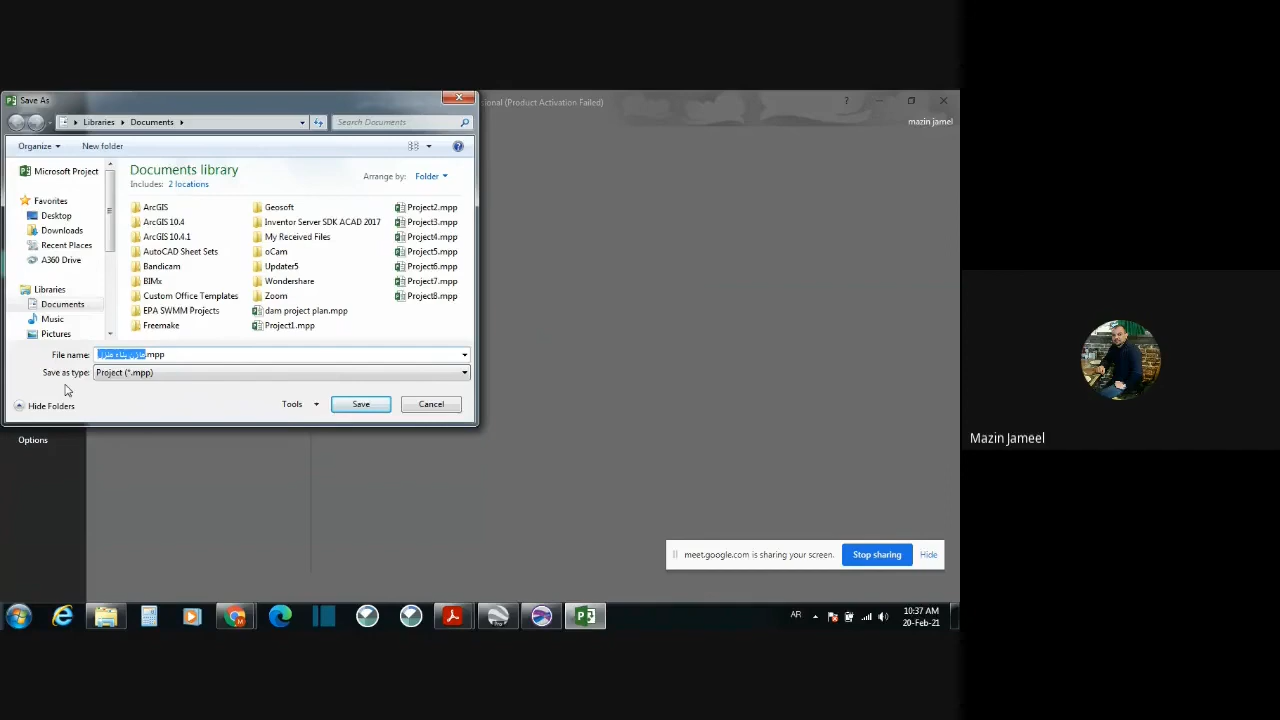 Save As
sional (Product Activation Failed)
mazin jamel
Libraries
Documents
Search Documents
Organize
New folder
Microsoft Project
Favorites
Desktop
Downloads
Recent Places
A360 Drive
Libraries
Documents
Music
Pictures
Documents library
Includes: 2 locations
Arrange by: Folder
ArcGIS
ArcGIS 10.4
ArcGIS 10.4.1
AutoCAD Sheet Sets
Bandicam
BIMx
Custom Office Templates
EPA SWMM Projects
Freemake
Geosoft
Inventor Server SDK ACAD 2017
My Received Files
oCam
Updater5
Wondershare
Zoom
dam project plan.mpp
Project1.mpp
Project2.mpp
Project3.mpp
Project4.mpp
Project5.mpp
Project6.mpp
Project7.mpp
Project8.mpp
File name: مازن بناء منزل.mpp
Save as type: Project (*.mpp)
Hide Folders
Tools
Save
Cancel
Options
Mazin Jameel
meet.google.com is sharing your screen.
Stop sharing
Hide
AR
10:37 AM
20-Feb-21